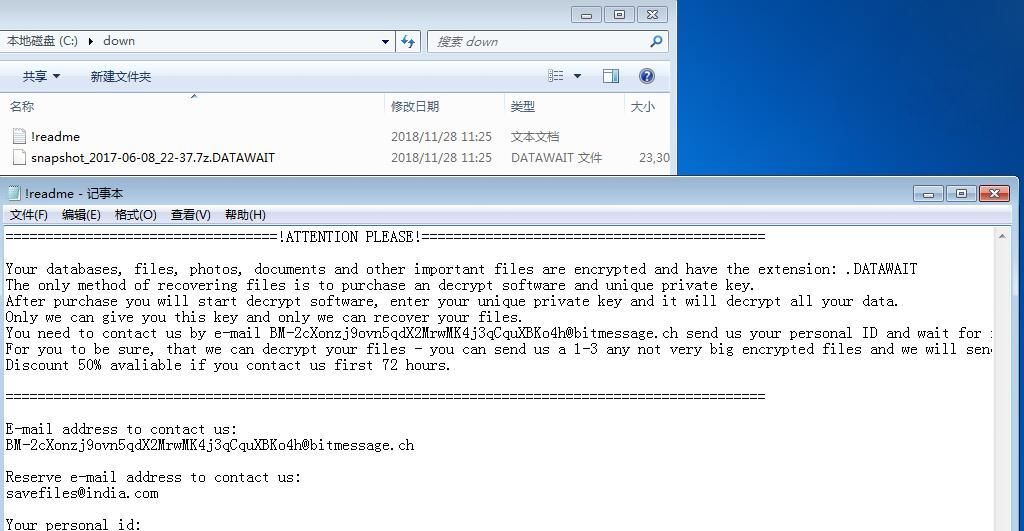 本地磁盘 (C:) ▸ down
搜索 down
共享 新建文件夹
名称 修改日期 类型 大小
!readme 2018/11/28 11:25 文本文档
snapshot_2017-06-08_22-37.7z.DATAWAIT 2018/11/28 11:25 DATAWAIT 文件 23,30
!readme - 记事本
文件(F) 编辑(E) 格式(O) 查看(V) 帮助(H)
==================================!ATTENTION PLEASE!===========================================
Your databases, files, photos, documents and other important files are encrypted and have the extension: .DATAWAIT
The only method of recovering files is to purchase an decrypt software and unique private key.
After purchase you will start decrypt software, enter your unique private key and it will decrypt all your data.
Only we can give you this key and only we can recover your files.
You need to contact us by e-mail BM-2cXonzj9ovn5qdX2MrwMK4j3qCquXBKo4h@bitmessage.ch send us your personal ID and wait for
For you to be sure, that we can decrypt your files - you can send us a 1-3 any not very big encrypted files and we will sen
Discount 50% avaliable if you contact us first 72 hours.
===============================================================================================
E-mail address to contact us:
BM-2cXonzj9ovn5qdX2MrwMK4j3qCquXBKo4h@bitmessage.ch
Reserve e-mail address to contact us:
savefiles@india.com
Your personal id: